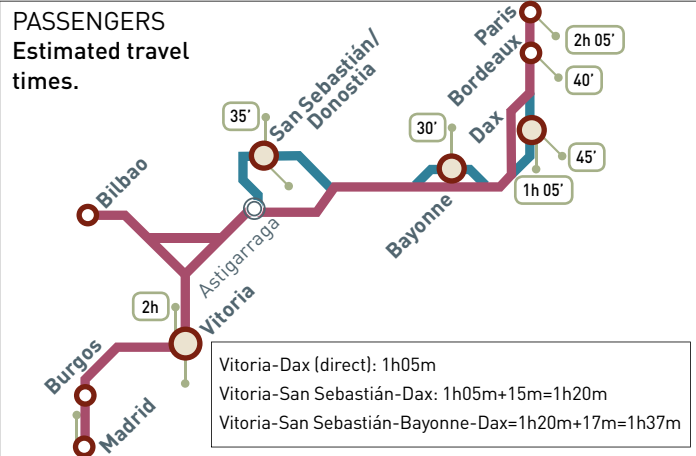 PASSENGERS
Estimated travel
times.
Paris
2h 05’
Bordeaux
40’
San Sebastián/
Donostia
35’
30’
Dax
45’
1h 05’
Bilbao
Bayonne
Astigarraga
2h
Vitoria
Burgos
Madrid
Vitoria-Dax (direct): 1h05m
Vitoria-San Sebastián-Dax: 1h05m+15m=1h20m
Vitoria-San Sebastián-Bayonne-Dax=1h20m+17m=1h37m